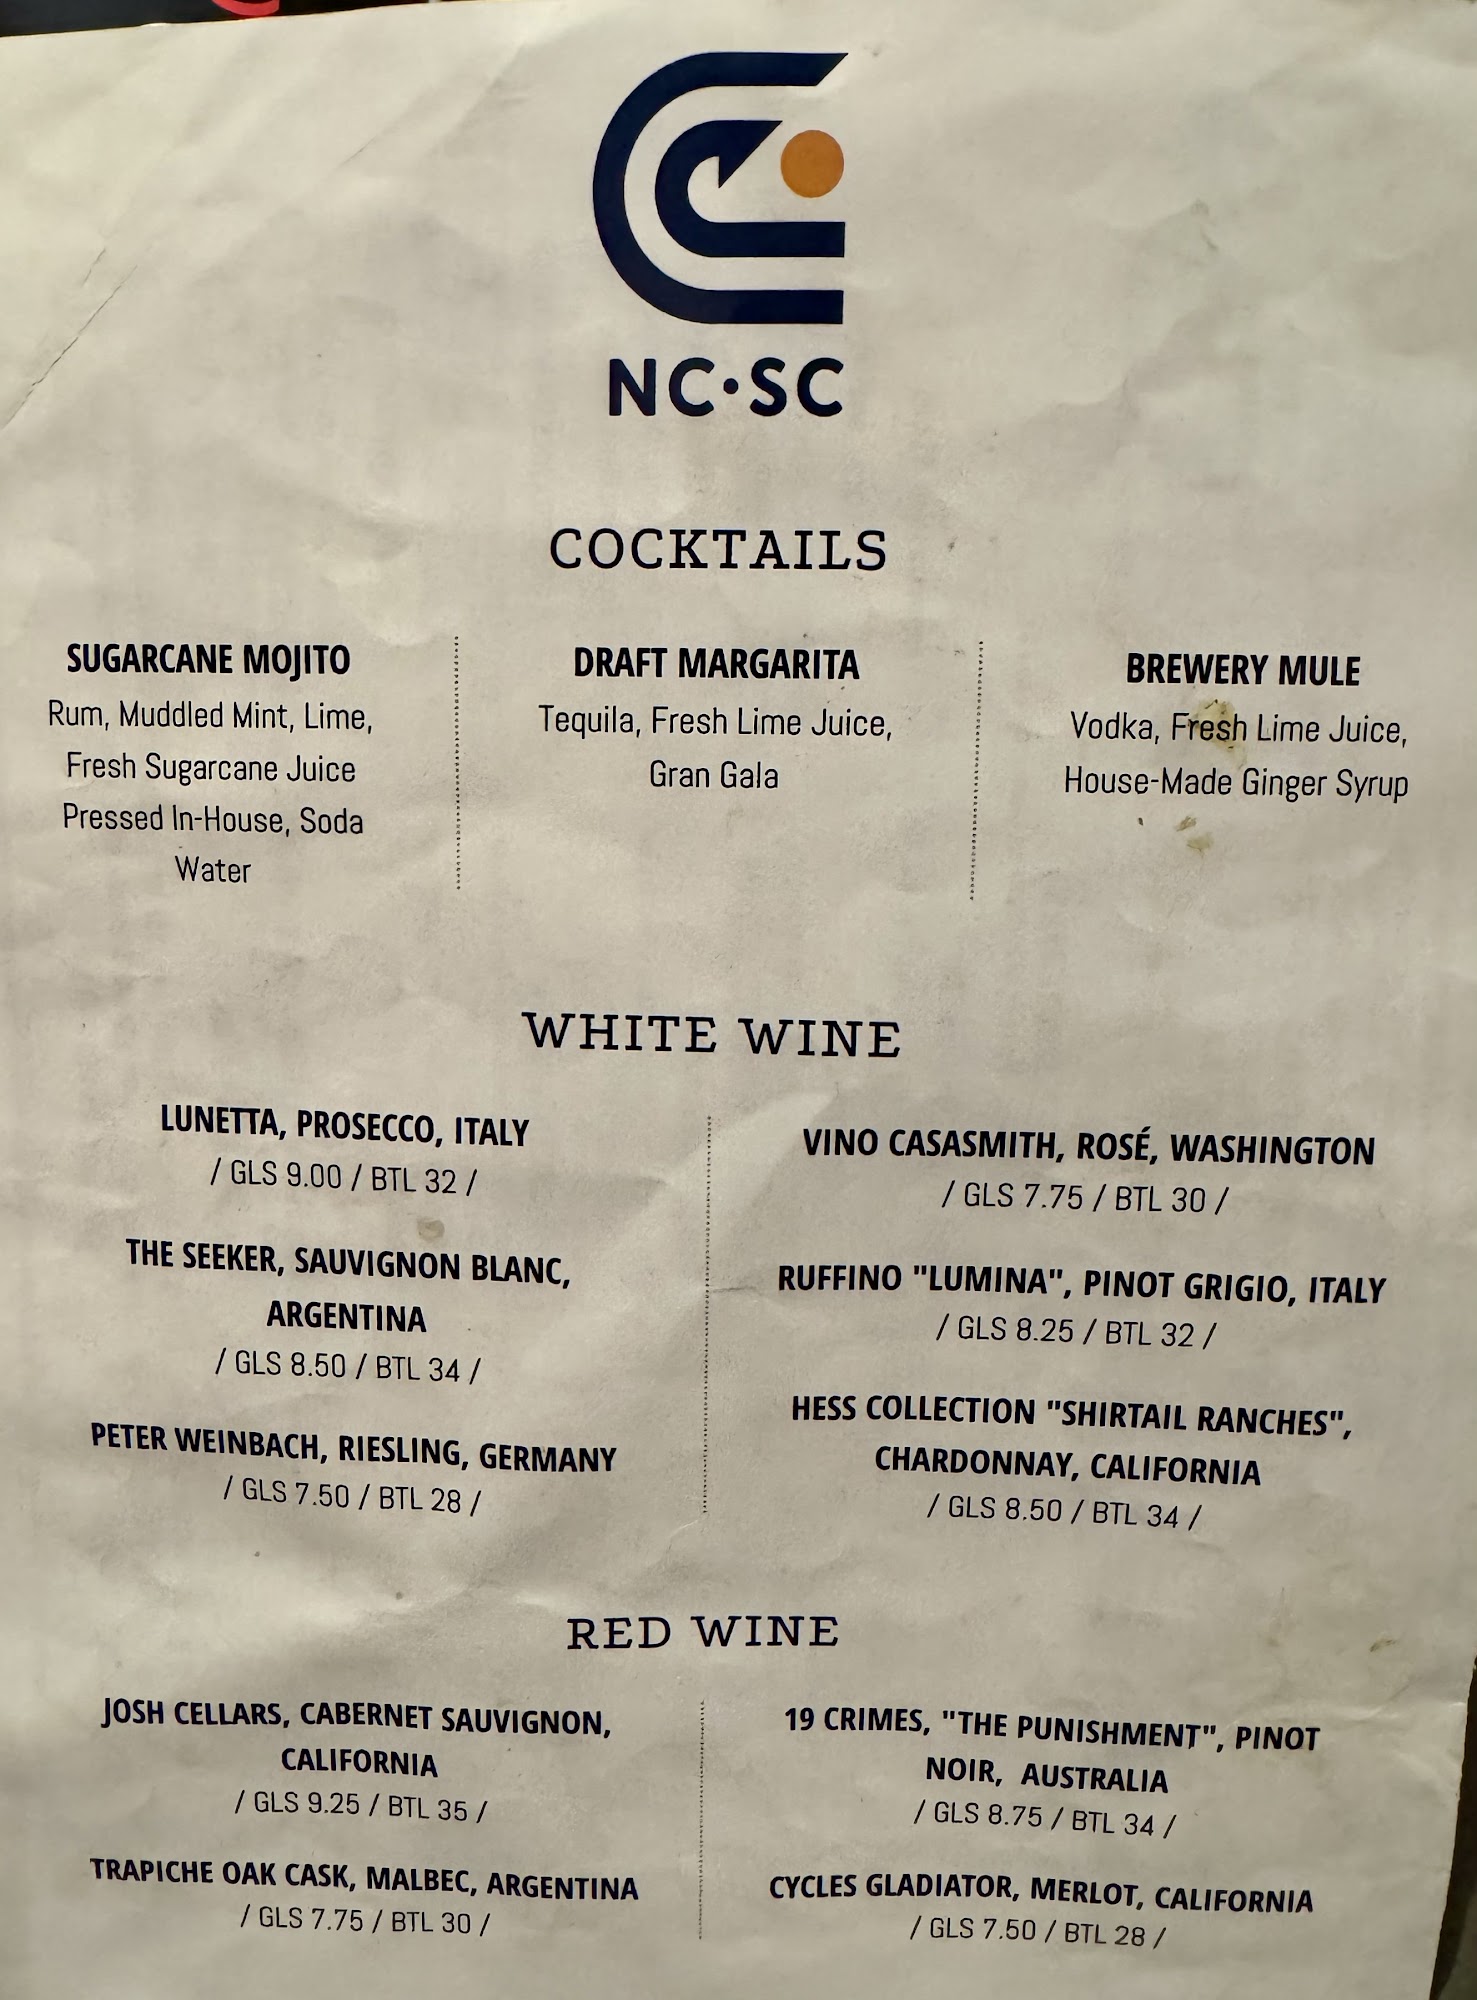 NC·SC
COCKTAILS
SUGARCANE MOJITO
Rum, Muddled Mint, Lime,
Fresh Sugarcane Juice
Pressed In-House, Soda
Water
DRAFT MARGARITA
Tequila, Fresh Lime Juice,
Gran Gala
BREWERY MULE
Vodka, Fresh Lime Juice,
House-Made Ginger Syrup
WHITE WINE
LUNETTA, PROSECCO, ITALY
/ GLS 9.00 / BTL 32 /
THE SEEKER, SAUVIGNON BLANC,
ARGENTINA
/ GLS 8.50 / BTL 34 /
PETER WEINBACH, RIESLING, GERMANY
/ GLS 7.50 / BTL 28 /
VINO CASASMITH, ROSÉ, WASHINGTON
/ GLS 7.75 / BTL 30 /
RUFFINO "LUMINA", PINOT GRIGIO, ITALY
/ GLS 8.25 / BTL 32 /
HESS COLLECTION "SHIRTAIL RANCHES",
CHARDONNAY, CALIFORNIA
/ GLS 8.50 / BTL 34 /
RED WINE
JOSH CELLARS, CABERNET SAUVIGNON,
CALIFORNIA
/ GLS 9.25 / BTL 35 /
TRAPICHE OAK CASK, MALBEC, ARGENTINA
/ GLS 7.75 / BTL 30 /
19 CRIMES, "THE PUNISHMENT", PINOT
NOIR, AUSTRALIA
/ GLS 8.75 / BTL 34 /
CYCLES GLADIATOR, MERLOT, CALIFORNIA
/ GLS 7.50 / BTL 28 /